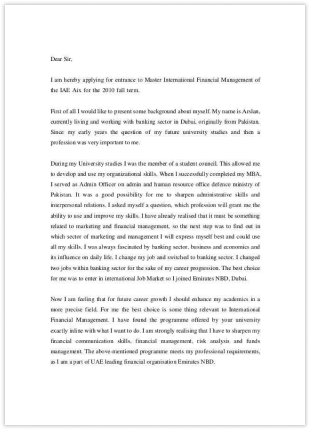 Dear Sir,
I am hereby applying for entrance to Master International Financial Management of
the IAE Aix for the 2010 fall term.
First of all I would like to present some background about myself. My name is Arslan,
currently living and working with banking sector in Dubai, originally from Pakistan.
Since my early years the question of my future university studies and then a
profession was very important to me.
During my University studies I was the member of a student council. This allowed me
to develop and use my organizational skills. When I successfully completed my MBA,
I served as Admin Officer on admin and human resource office defence ministry of
Pakistan. It was a good possibility for me to sharpen administrative skills and
interpersonal relations. I asked myself a question, which profession will grant me the
ability to use and improve my skills. I have already realised that it must be something
related to marketing and financial management, so the next step was to find out in
which sector of marketing and management I will express myself best and could use
all my skills. I was always fascinated by banking sector, business and economics and
its influence on daily life. I change my job and switched to banking sector. I changed
two jobs within banking sector for the sake of my career progression. The best choice
for me was to enter in international Job Market so I joined Emirates NBD, Dubai.
Now I am feeling that for future career growth I should enhance my academics in a
more precise field. For me the best choice is some thing relevant to International
Financial Management. I have found the programme offered by your university
exactly inline with what I want to do. I am strongly realising that I have to sharpen my
financial communication skills, financial management, risk analysis and funds
management. The above-mentioned programme meets my professional requirements,
as I am a part of UAE leading financial organisation Emirates NBD.